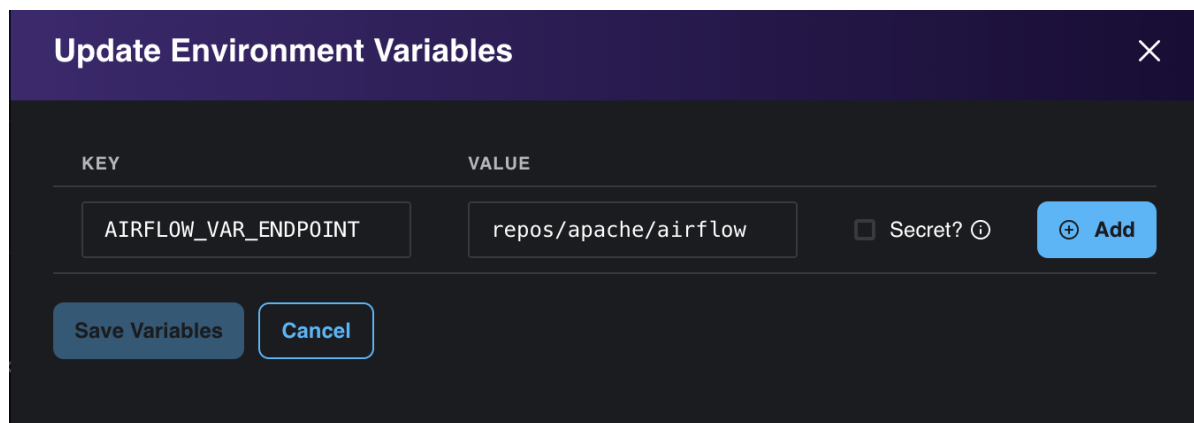 Update Environment Variables
KEY VALUE
AIRFLOW_VAR_ENDPOINT repos/apache/airflow Secret? Add
Save Variables Cancel